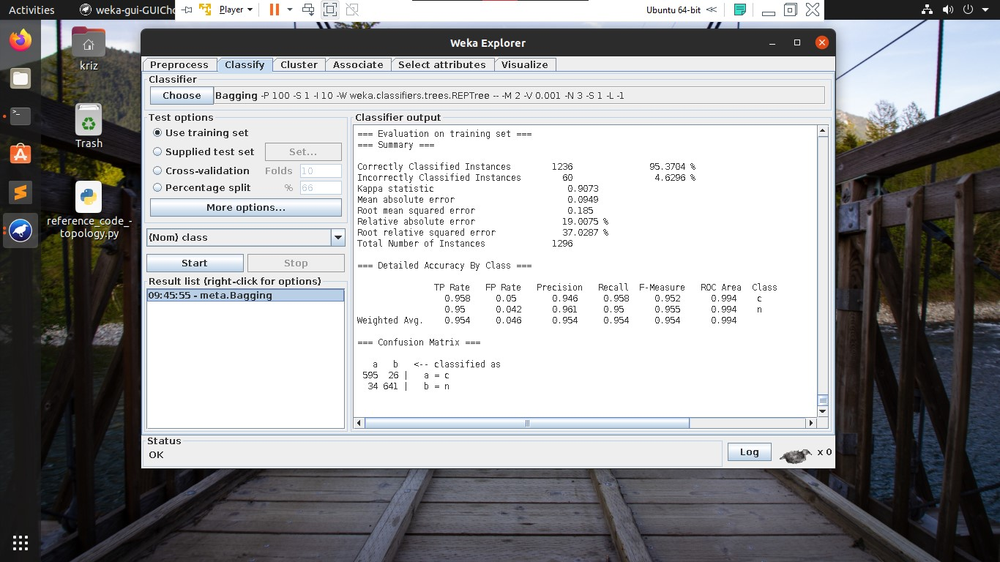 Activities
weka-gui-GUICho
Player
Ubuntu 64-bit
kriz
Trash
reference_code_-
topology.py
Weka Explorer
Preprocess Classify Cluster Associate Select attributes Visualize
Classifier
Choose Bagging -P 100 -S 1 -I 10 -W weka.classifiers.trees.REPTree -- -M 2 -V 0.001 -N 3 -S 1 -L -1
Test options
Use training set
Supplied test set Set...
Cross-validation Folds 10
Percentage split % 66
More options...
(Nom) class
Start Stop
Result list (right-click for options)
09:45:55 - meta.Bagging
Classifier output
=== Evaluation on training set ===
=== Summary ===
Correctly Classified Instances 1236 95.3704 %
Incorrectly Classified Instances 60 4.6296 %
Kappa statistic 0.9073
Mean absolute error 0.0949
Root mean squared error 0.185
Relative absolute error 19.0075 %
Root relative squared error 37.0287 %
Total Number of Instances 1296
=== Detailed Accuracy By Class ===
TP Rate FP Rate Precision Recall F-Measure ROC Area Class
0.958 0.05 0.946 0.958 0.952 0.994 c
0.95 0.042 0.961 0.95 0.955 0.994 n
Weighted Avg. 0.954 0.046 0.954 0.954 0.954 0.994
=== Confusion Matrix ===
a b <-- classified as
595 26 | a = c
34 641 | b = n
Status
OK
Log
x 0